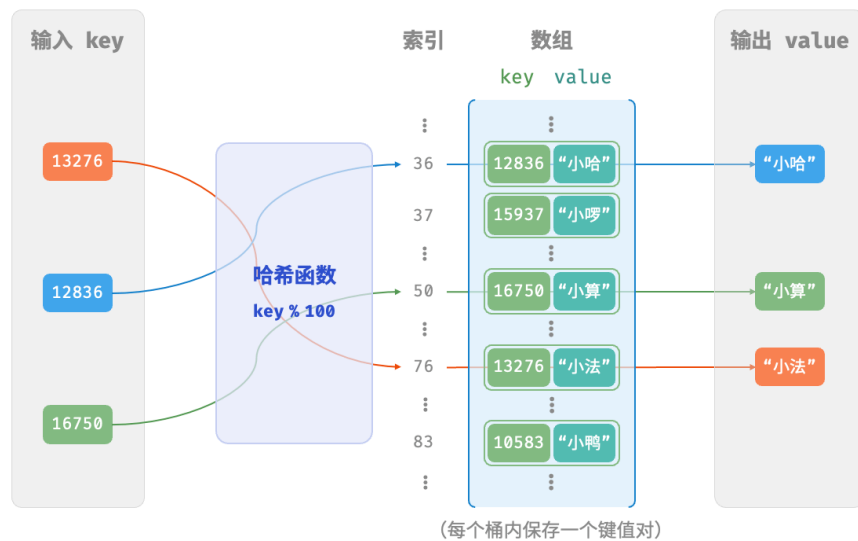 输入 key
索引
数组
输出 value
key value
13276
36
12836 “小哈”
“小哈”
37
15937 “小啰”
哈希函数
key % 100
12836
50
16750 “小算”
“小算”
76
13276 “小法”
“小法”
16750
83
10583 “小鸭”
（每个桶内保存一个键值对）